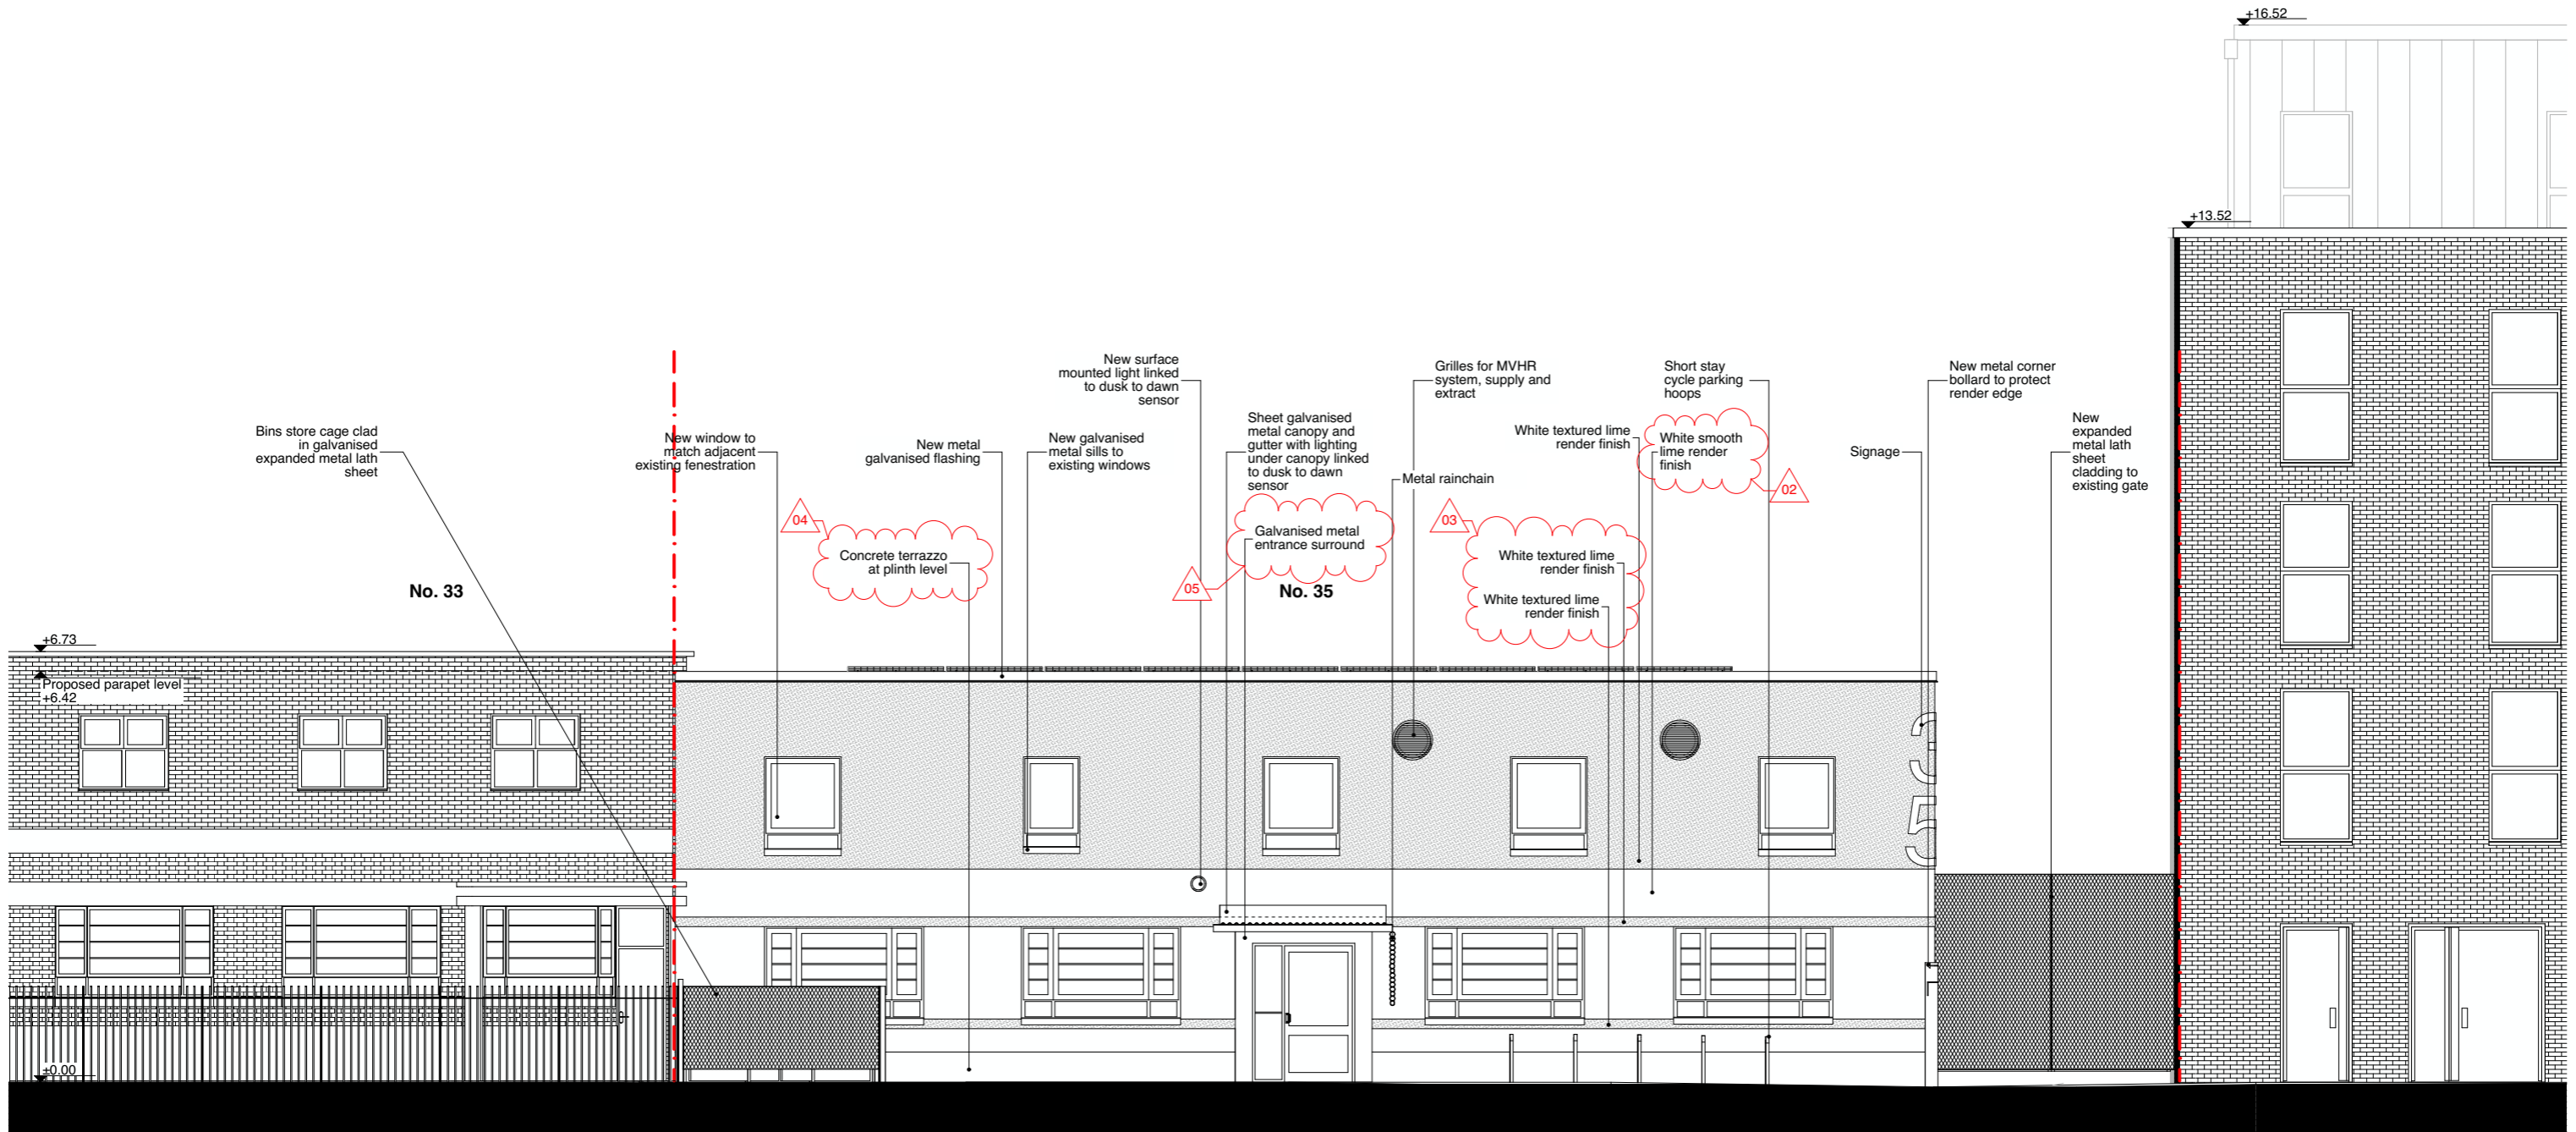 +16.52
+13.52
New surface
mounted light linked
to dusk to dawn
sensor
Grilles for MVHR
system, supply and
extract
Short stay
cycle parking
hoops
New metal corner
bollard to protect
render edge
Bins store cage clad
in galvanised
expanded metal lath
sheet
New window to
match adjacent
existing fenestration
New metal
galvanised flashing
New galvanised
metal sills to
existing windows
Sheet galvanised
metal canopy and
gutter with lighting
under canopy linked
to dusk to dawn
sensor
Metal rainchain
White textured lime
render finish
White smooth
lime render
finish
02
Signage
New
expanded
metal lath
sheet
cladding to
existing gate
04
Concrete terrazzo
at plinth level
05
Galvanised metal
entrance surround
03
White textured lime
render finish
White textured lime
render finish
No. 33
No. 35
+6.73
Proposed parapet level
+6.42
3
5
±0.00